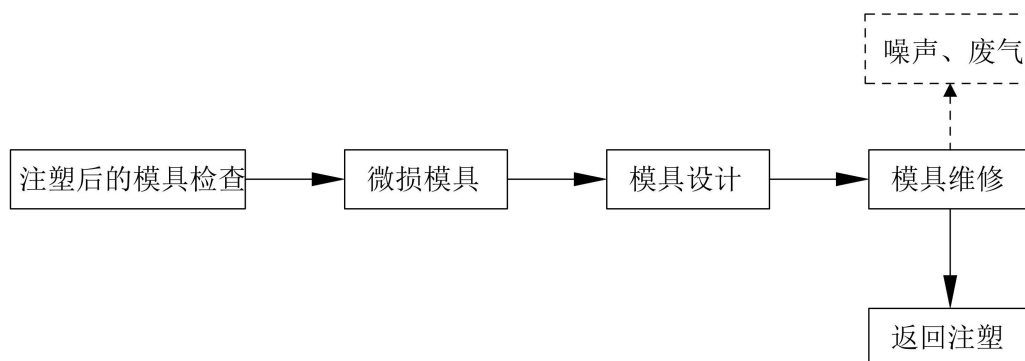 噪声、废气
注塑后的模具检查
微损模具
模具设计
模具维修
返回注塑